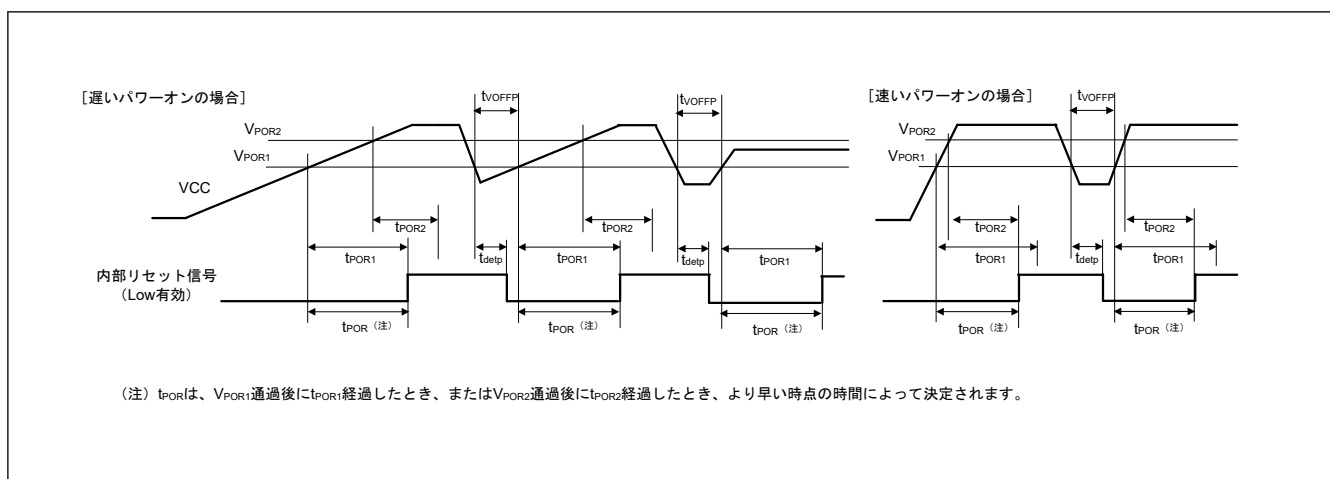 [遅いパワーオンの場合]
tVOFFP
tVOFFP
[速いパワーオンの場合]
tVOFFP
VPOR2
VPOR2
VPOR1
VPOR1
VCC
tPOR2
tPOR2
tPOR2
tPOR2
tPOR1
tdetp
tPOR1
tdetp
tPOR1
tPOR1
tdetp
tPOR1
内部リセット信号
(Low有効)
tPOR（注）
tPOR（注）
tPOR（注）
tPOR（注）
tPOR（注）
（注）tPORは、VPOR1通過後にtPOR1経過したとき、またはVPOR2通過後にtPOR2経過したとき、より早い時点の時間によって決定されます。